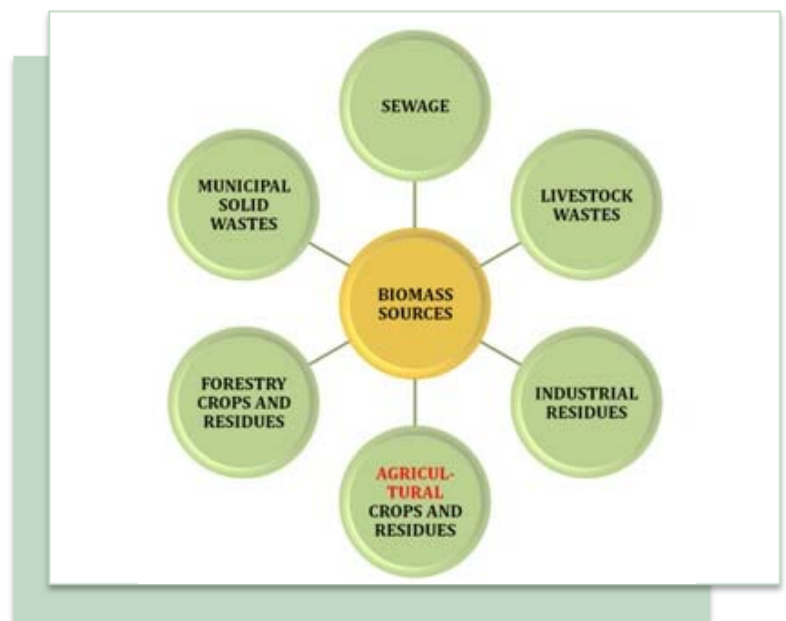 SEWAGE
LIVESTOCK
WASTES
INDUSTRIAL
RESIDUES
AGRICUL-
TURAL
CROPS AND
RESIDUES
FORESTRY
CROPS AND
RESIDUES
MUNICIPAL
SOLID
WASTES
BIOMASS
SOURCES